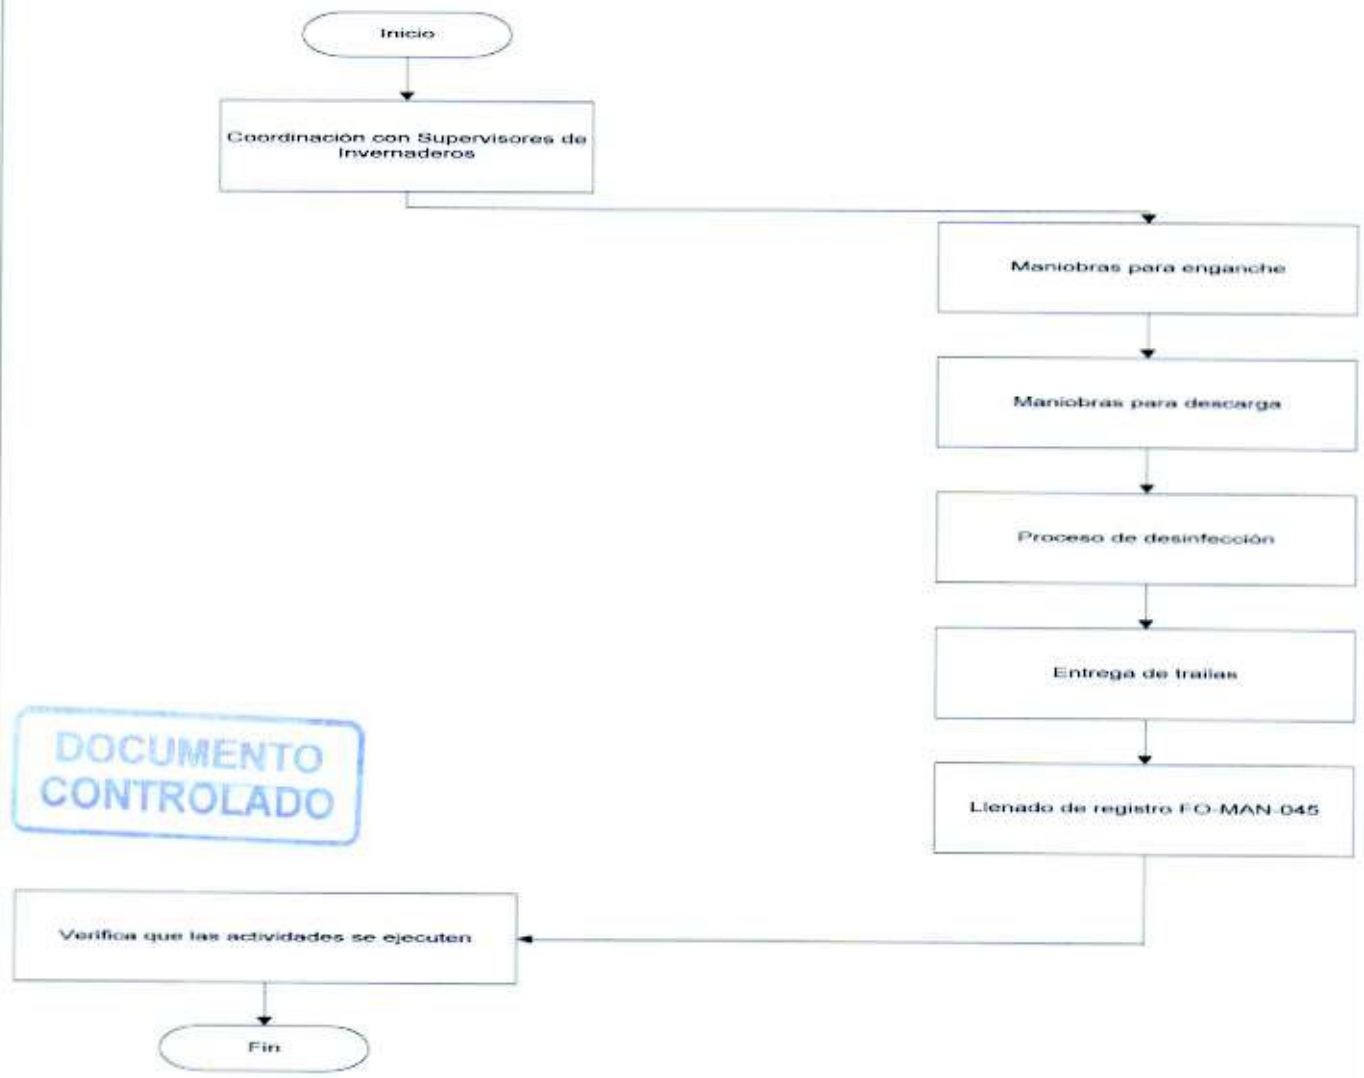 Inicio
Coordinación con Supervisores de
Invernaderos
Maniobras para enganche
Maniobras para descarga
Proceso de desinfección
Entrega de trailas
Llenado de registro FO-MAN-045
DOCUMENTO
CONTROLADO
Verifica que las actividades se ejecuten
Fin